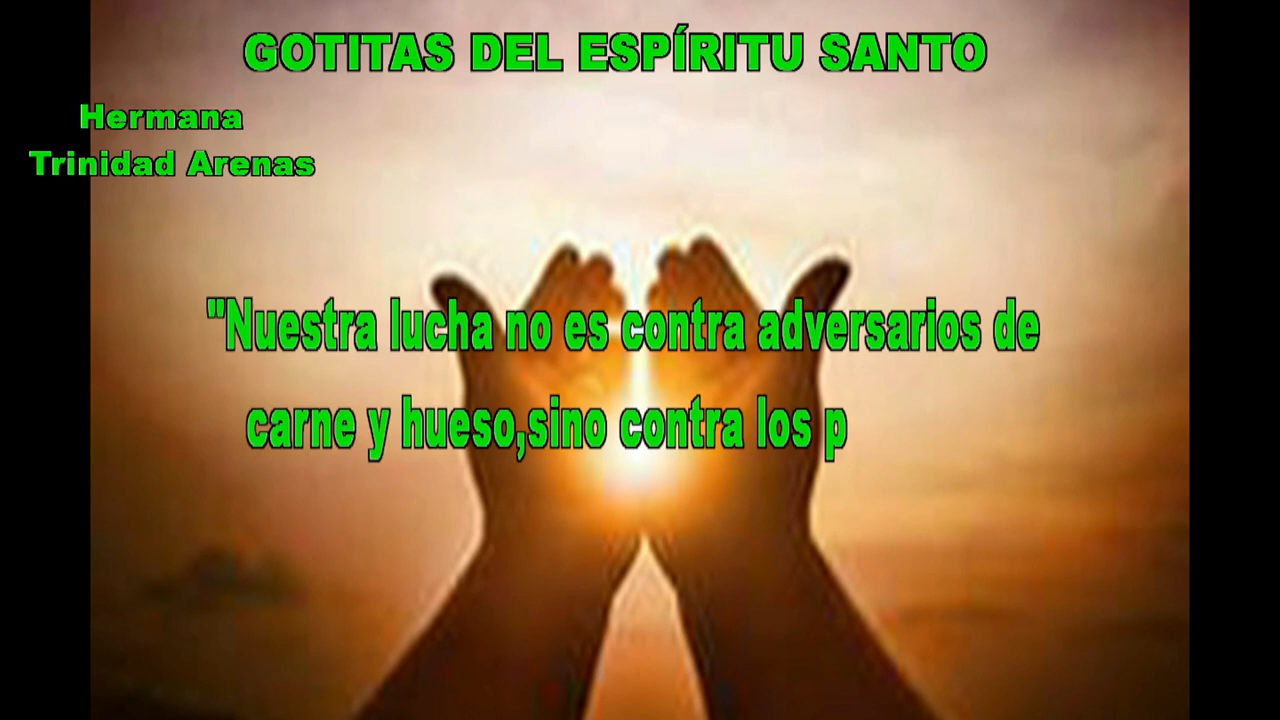 GOTITAS DEL ESPÍRITU SANTO
Hermana
Trinidad Arenas
"Nuestra lucha no es contra adversarios de
carne y hueso,sino contra los p